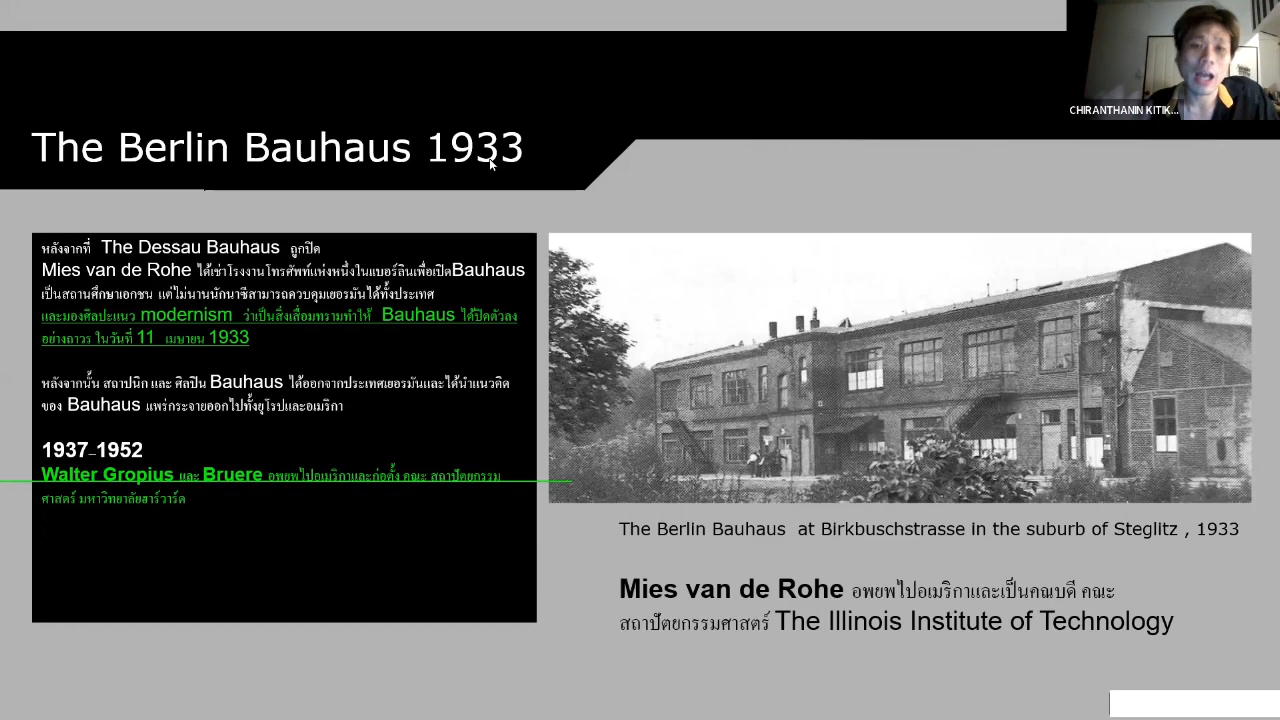 CHIRANTHANIN KITIK...
The Berlin Bauhaus 1933
หลังจากที่ The Dessau Bauhaus ถูกปิด
Mies van de Rohe ได้เช่าโรงงานโทรศัพท์แห่งหนึ่งในแบอร์ลินเพื่อเปิดBauhaus
เป็นสถานศึกษาเอกชน แต่ไม่นานนักนาซีสามารถควบคุมเยอรมันได้ทั้งประเทศ
และมองศิลปะแนว modernism ว่าเป็นสิ่งเสื่อมทรามทำให้ Bauhaus ได้ปิดตัวลง
อย่างถาวร ในวันที่ 11 เมษายน 1933
หลังจากนั้น สถาปนิก และ ศิลปิน Bauhaus ได้ออกจากประเทศเยอรมันและได้นำแนวคิด
ของ Bauhaus แพร่กระจายออกไปทั้งยุโรปและอเมริกา
1937–1952
Walter Gropius และ Bruere อพยพไปอเมริกาและก่อตั้ง คณะ สถาปัตยกรรม
ศาสตร์ มหาวิทยาลัยฮาร์วาร์ด
The Berlin Bauhaus at Birkbuschstrasse in the suburb of Steglitz , 1933
Mies van de Rohe อพยพไปอเมริกาและเป็นคณบดี คณะ
สถาปัตยกรรมศาสตร์ The Illinois Institute of Technology